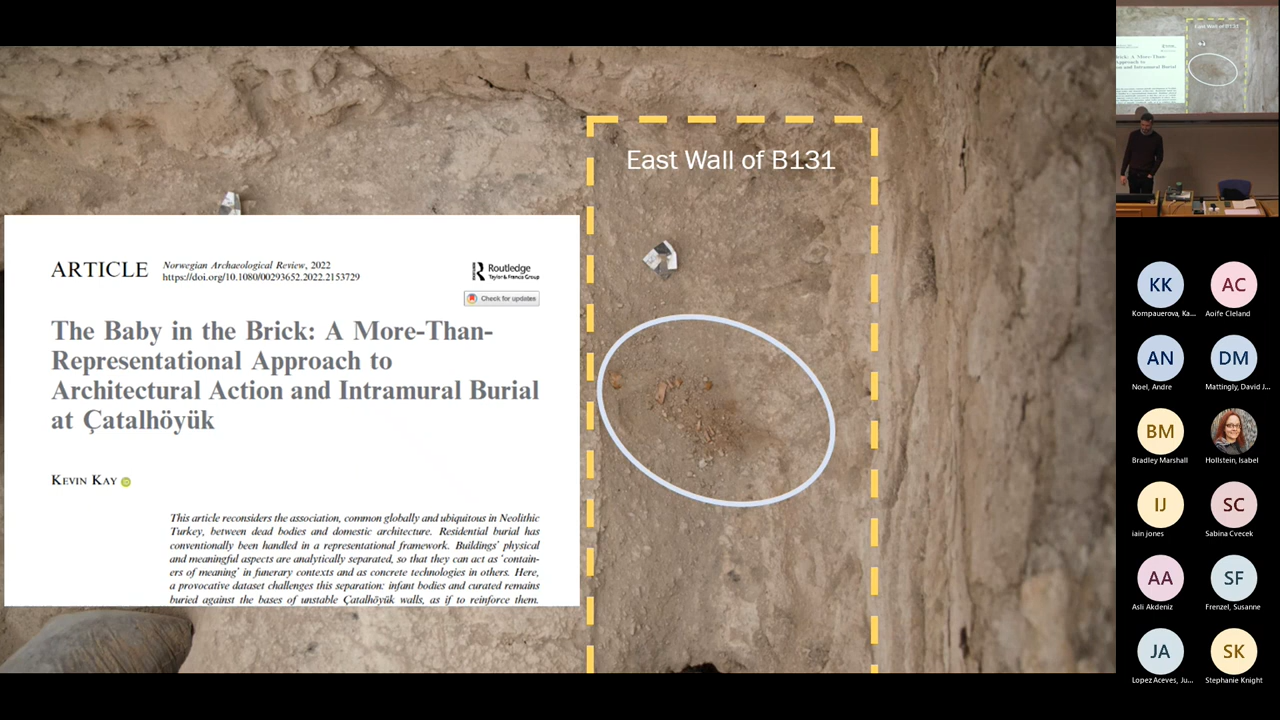 East Wall of B131
ARTICLE
Norwegian Archaeological Review, 2022
https://doi.org/10.1080/00293652.2022.2153729
Routledge
Taylor & Francis Group
Check for updates
The Baby in the Brick: A More-Than-
Representational Approach to
Architectural Action and Intramural Burial
at Çatalhöyük
KEVIN KAY
iD
This article reconsiders the association, common globally and ubiquitous in Neolithic
Turkey, between dead bodies and domestic architecture. Residential burial has
conventionally been handled in a representational framework. Buildings' physical
and meaningful aspects are analytically separated, so that they can act as 'contain-
ers of meaning' in funerary contexts and as concrete technologies in others. Here,
a provocative dataset challenges this separation: infant bodies and curated remains
buried against the bases of unstable Çatalhöyük walls, as if to reinforce them.
East Wall of B131
KK
Kompauerova, Ka...
AC
Aoife Cleland
AN
Noel, Andre
DM
Mattingly, David J...
BM
Bradley Marshall
Hollstein, Isabel
IJ
iain jones
SC
Sabina Cvecek
AA
Asli Akdeniz
SF
Frenzel, Susanne
JA
Lopez Aceves, Ju...
SK
Stephanie Knight